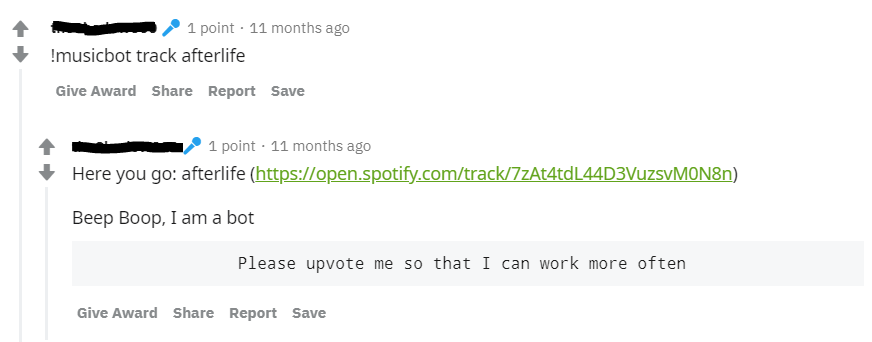 1 point · 11 months ago
!musicbot track afterlife
Give Award Share Report Save
1 point · 11 months ago
Here you go: afterlife (https://open.spotify.com/track/7zAt4tdL44D3VuzsvM0N8n)
Beep Boop, I am a bot
Please upvote me so that I can work more often
Give Award Share Report Save